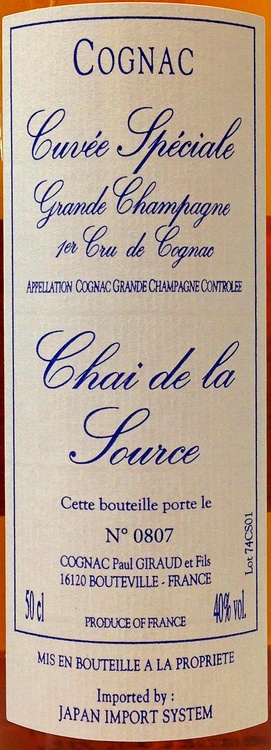 COGNAC
Cuvée Spéciale
Grande Champagne
1er Cru de Cognac
APPELLATION COGNAC GRANDE CHAMPAGNE CONTROLEE
Chai de la
Source
Cette bouteille porte le
N° 0807
COGNAC Paul GIRAUD et Fils
16120 BOUTEVILLE - FRANCE
Lot 74CS01
50 cl
40% vol.
PRODUCE OF FRANCE
MIS EN BOUTEILLE A LA PROPRIETE
Imported by :
JAPAN IMPORT SYSTEM